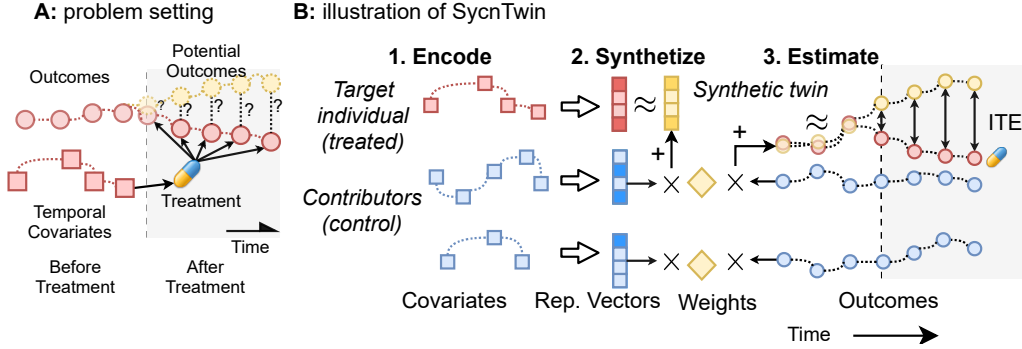 A: problem setting
B: illustration of SycnTwin
Potential
Outcomes
Outcomes
?
?
?
?
?
Treatment
Temporal
Covariates
Time
Before
Treatment
After
Treatment
1. Encode
2. Synthetize
3. Estimate
Target
individual
(treated)
≈
Synthetic twin
≈
+
+
ITE
Contributors
(control)
×
×
×
×
Covariates
Rep. Vectors
Weights
Outcomes
Time